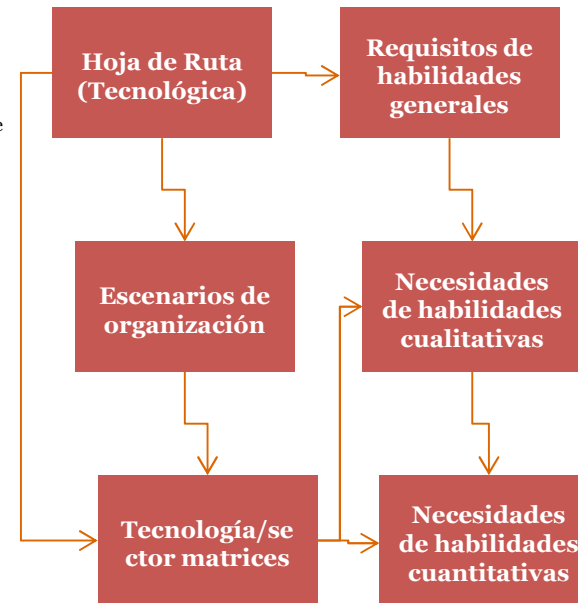 Hoja de Ruta
(Tecnológica)
Requisitos de
habilidades
generales
e
Escenarios de
organización
Necesidades
de habilidades
cualitativas
Tecnología/se
ctor matrices
Necesidades
de habilidades
cuantitativas